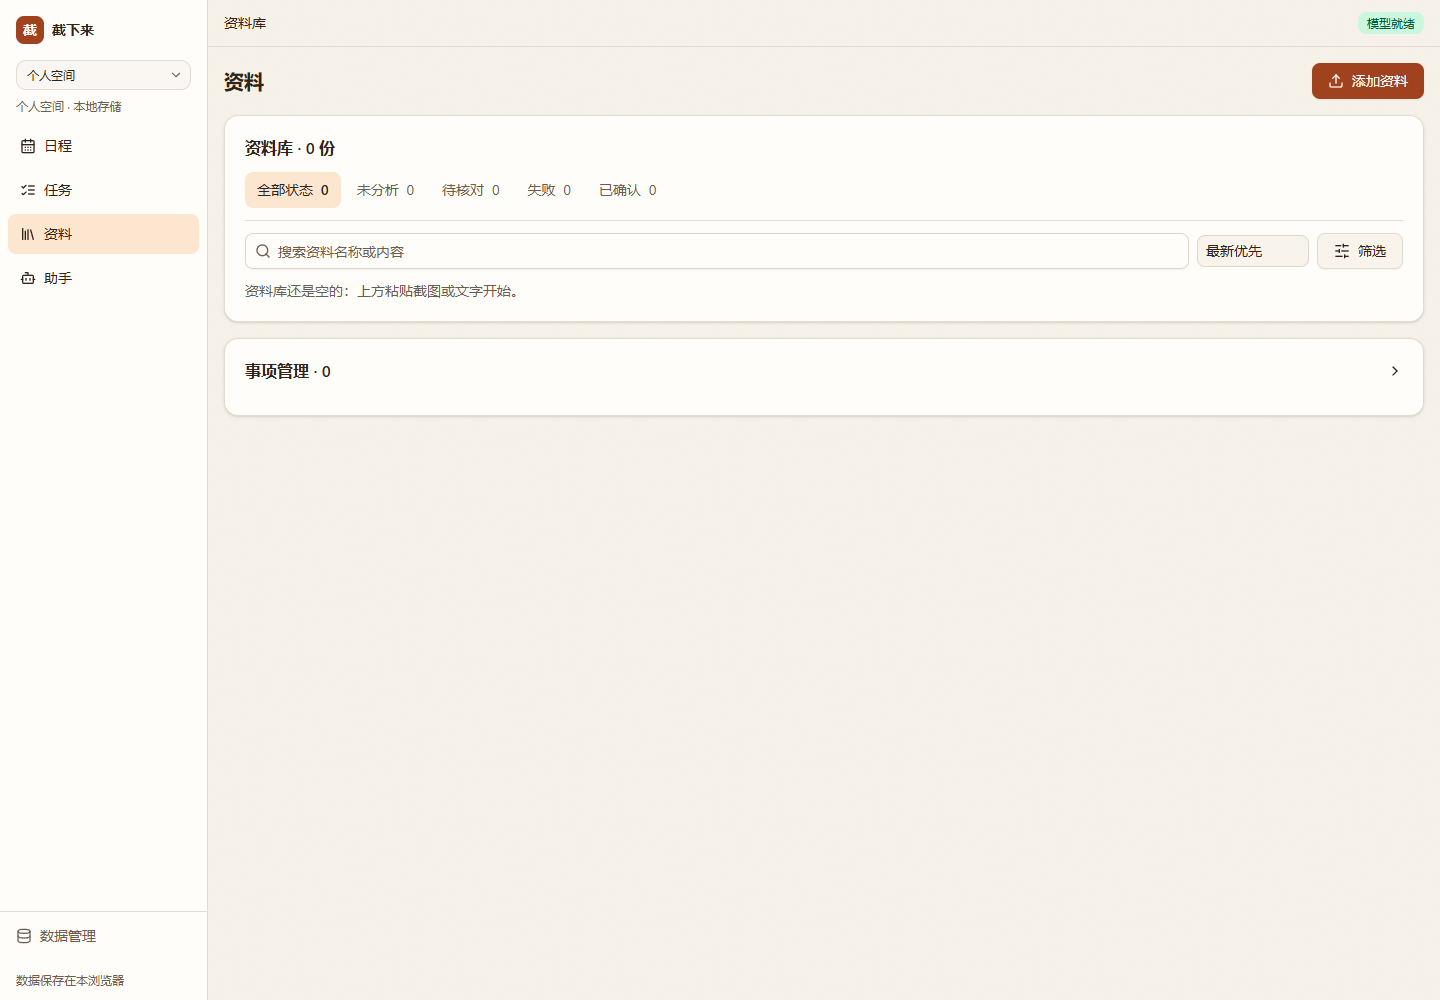 截 截下来
个人空间
个人空间 · 本地存储
日程
任务
资料
助手
数据管理
数据保存在本浏览器
资料库
模型就绪
资料
添加资料
资料库 · 0 份
全部状态 0 未分析 0 待核对 0 失败 0 已确认 0
搜索资料名称或内容
最新优先
筛选
资料库还是空的：上方粘贴截图或文字开始。
事项管理 · 0